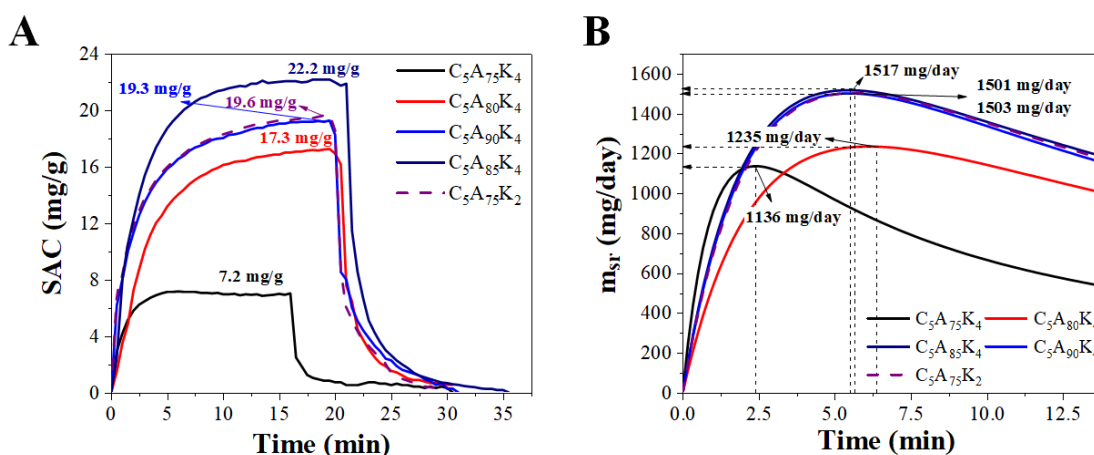 A
SAC (mg/g)
24
20
16
12
8
4
0
22.2 mg/g
19.3 mg/g
19.6 mg/g
17.3 mg/g
7.2 mg/g
C₅A₇₅K₄
C₅A₈₀K₄
C₅A₉₀K₄
C₅A₈₅K₄
C₅A₇₅K₂
0 5 10 15 20 25 30 35
Time (min)
B
mₛᵣ (mg/day)
1600
1400
1200
1000
800
600
400
200
0
1517 mg/day
1501 mg/day
1503 mg/day
1235 mg/day
1136 mg/day
C₅A₇₅K₄ C₅A₈₀K
C₅A₈₅K₄ C₅A₉₀K
C₅A₇₅K₂
0.0 2.5 5.0 7.5 10.0 12.5
Time (min)